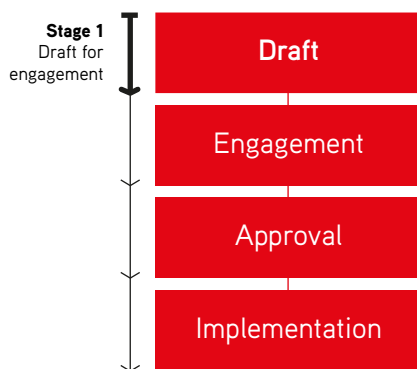 Stage 1
Draft for
engagement
Draft
Engagement
Approval
Implementation